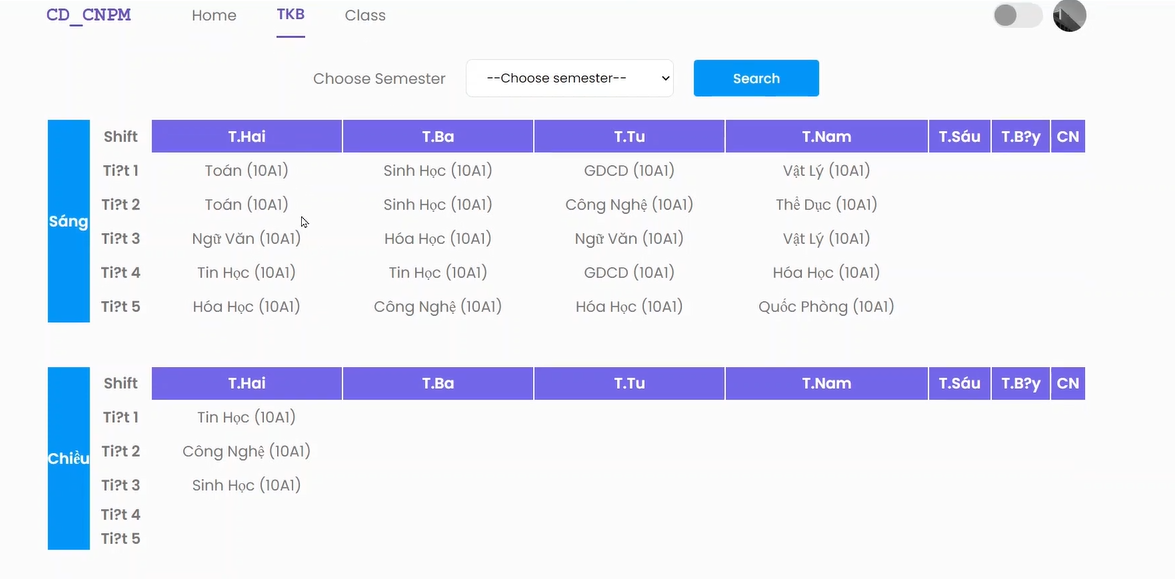 CD_CNPM Home TKB Class
Choose Semester --Choose semester-- Search
Shift T.Hai T.Ba T.Tu T.Nam T.Sáu T.B?y CN
Ti?t 1 Toán (10A1) Sinh Học (10A1) GDCD (10A1) Vật Lý (10A1)
Ti?t 2 Toán (10A1) Sinh Học (10A1) Công Nghệ (10A1) Thể Dục (10A1)
Sáng
Ti?t 3 Ngữ Văn (10A1) Hóa Học (10A1) Ngữ Văn (10A1) Vật Lý (10A1)
Ti?t 4 Tin Học (10A1) Tin Học (10A1) GDCD (10A1) Hóa Học (10A1)
Ti?t 5 Hóa Học (10A1) Công Nghệ (10A1) Hóa Học (10A1) Quốc Phòng (10A1)
Shift T.Hai T.Ba T.Tu T.Nam T.Sáu T.B?y CN
Ti?t 1 Tin Học (10A1)
Ti?t 2 Công Nghệ (10A1)
Chiều
Ti?t 3 Sinh Học (10A1)
Ti?t 4
Ti?t 5